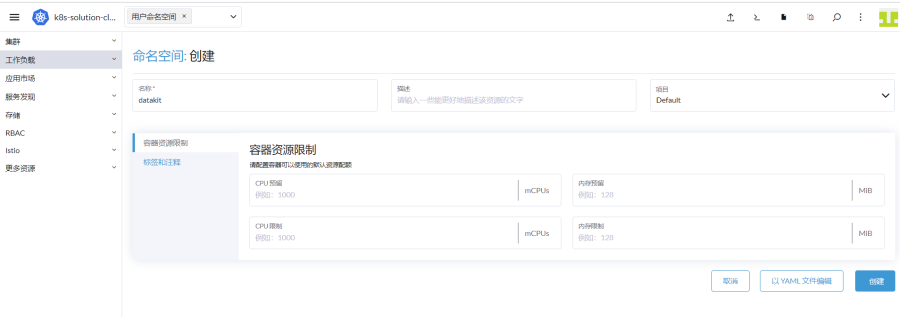 k8s-solution-cl...
用户命名空间 ×
集群
工作负载
应用市场
服务发现
存储
RBAC
Istio
更多资源
命名空间: 创建
名称 *
datakit
描述
请输入一些能更好地描述该资源的文字
项目
Default
容器资源限制
标签和注释
容器资源限制
请配置容器可以使用的默认资源配额
CPU 预留
例如: 1000
mCPUs
内存预留
例如: 128
MiB
CPU 限制
例如: 1000
mCPUs
内存限制
例如: 128
MiB
取消
以 YAML 文件编辑
创建